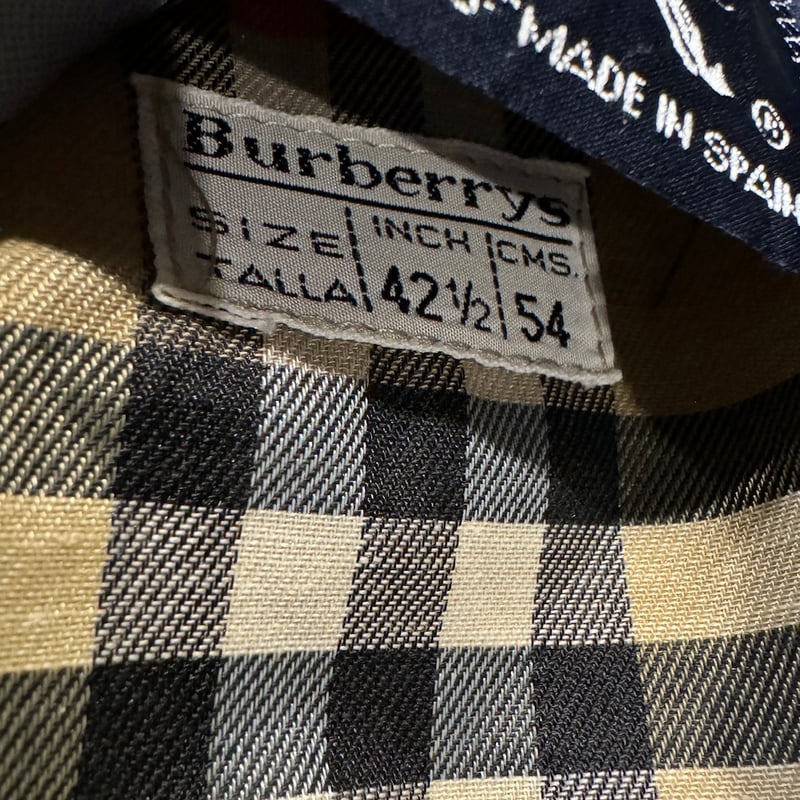 MADE IN SPAIN
®
Burberrys
SIZE INCH CMS.
TALLA 42½ 54